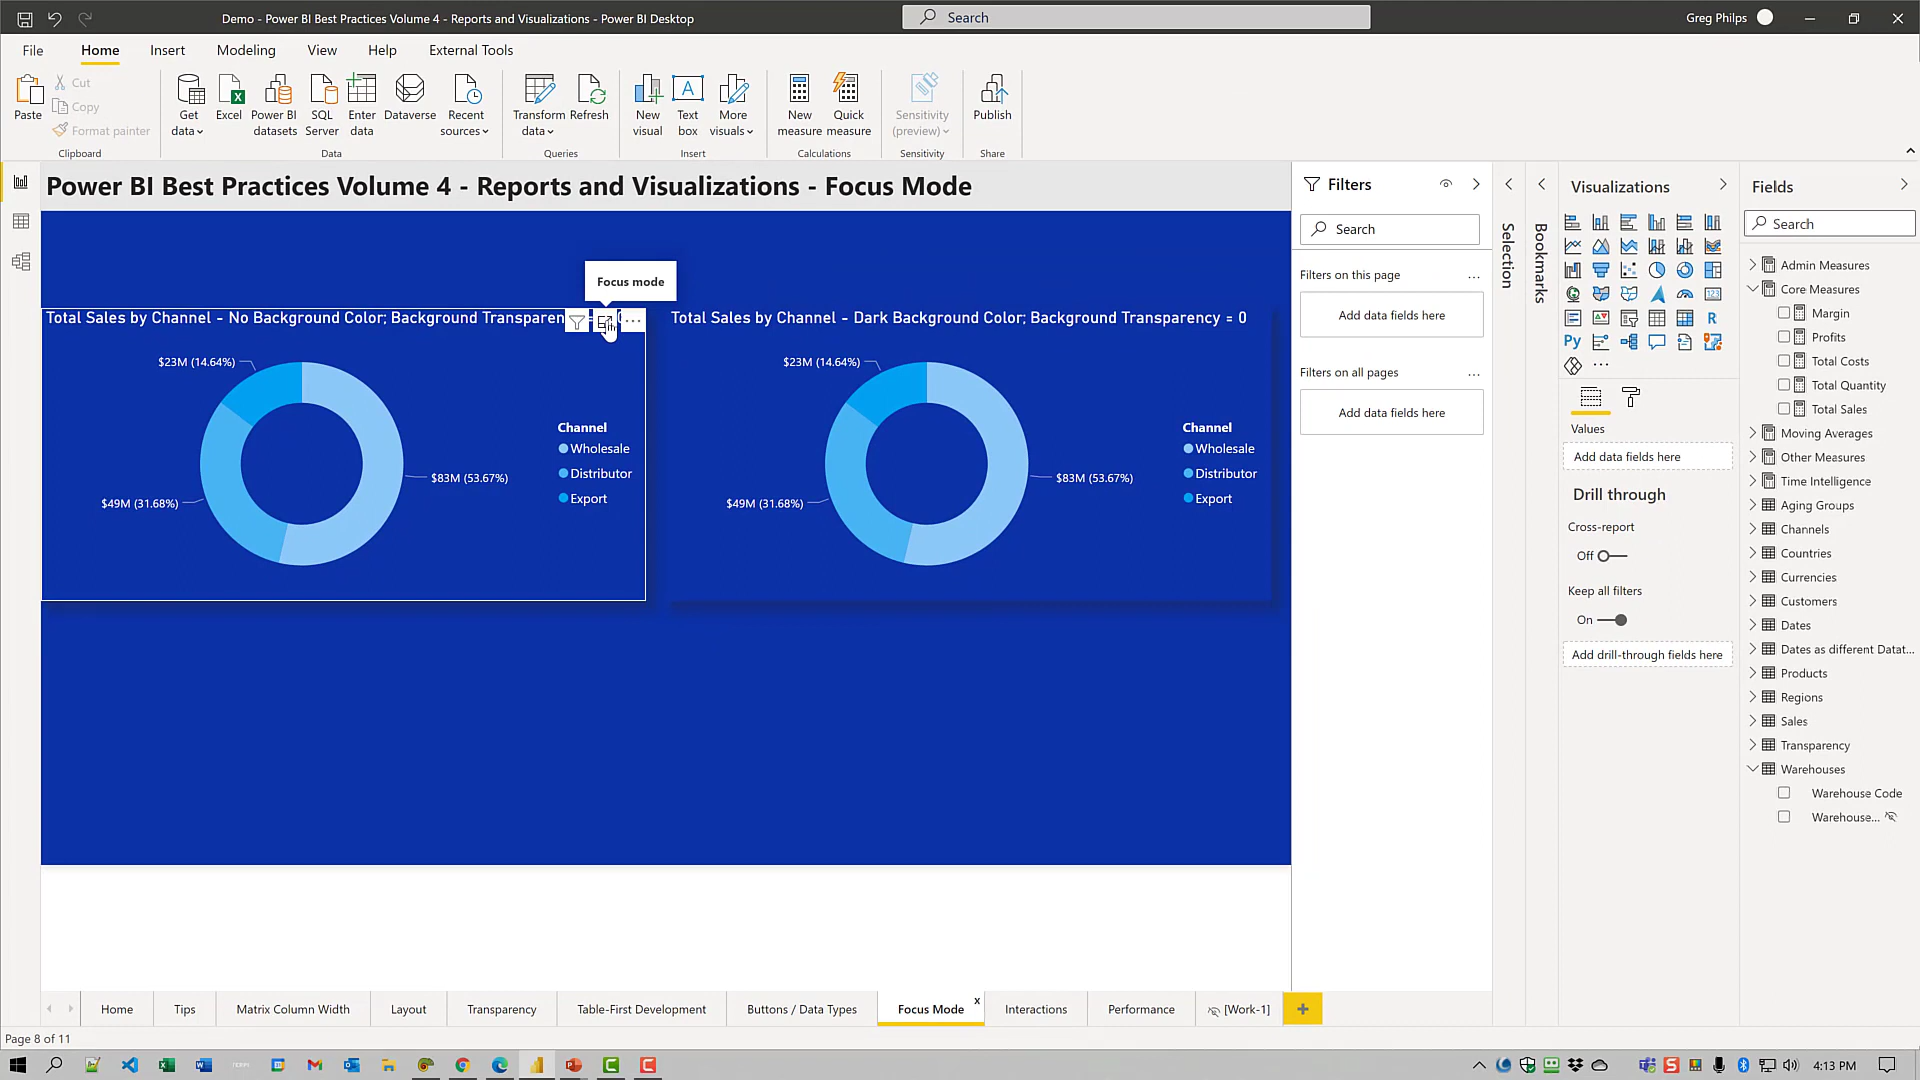 Demo - Power BI Best Practices Volume 4 - Reports and Visualizations - Power BI Desktop
Search
Greg Philps
File
Home
Insert
Modeling
View
Help
External Tools
Paste
Cut
Copy
Format painter
Clipboard
Get data
Excel
Power BI datasets
SQL Server
Enter data
Dataverse
Recent sources
Data
Transform data
Refresh
Queries
New visual
Text box
More visuals
Insert
New measure
Quick measure
Calculations
Sensitivity (preview)
Sensitivity
Publish
Share
Power BI Best Practices Volume 4 - Reports and Visualizations - Focus Mode
Focus mode
Total Sales by Channel - No Background Color; Background Transparen
$23M (14.64%)
$83M (53.67%)
$49M (31.68%)
Channel
Wholesale
Distributor
Export
Total Sales by Channel - Dark Background Color; Background Transparency = 0
$23M (14.64%)
$83M (53.67%)
$49M (31.68%)
Channel
Wholesale
Distributor
Export
Filters
Search
Filters on this page
...
Add data fields here
Filters on all pages
...
Add data fields here
Selection
Bookmarks
Visualizations
R
Py
...
Values
Add data fields here
Drill through
Cross-report
Off
Keep all filters
On
Add drill-through fields here
Fields
Search
Admin Measures
Core Measures
Margin
Profits
Total Costs
Total Quantity
Total Sales
Moving Averages
Other Measures
Time Intelligence
Aging Groups
Channels
Countries
Currencies
Customers
Dates
Dates as different Datat...
Products
Regions
Sales
Transparency
Warehouses
Warehouse Code
Warehouse...
Home
Tips
Matrix Column Width
Layout
Transparency
Table-First Development
Buttons / Data Types
Focus Mode
x
Interactions
Performance
[Work-1]
+
Page 8 of 11
4:13 PM